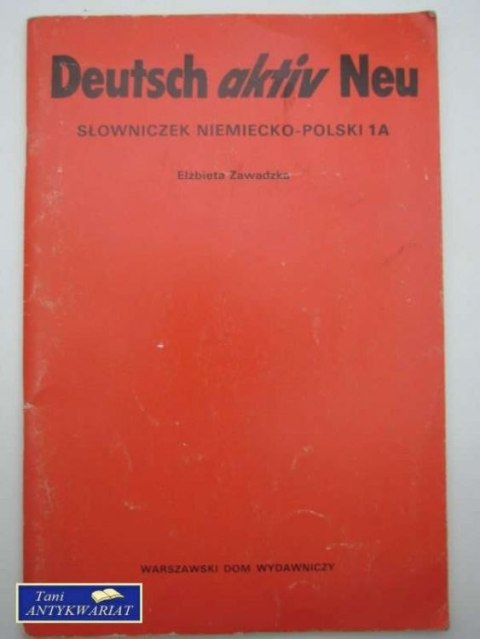 Deutsch aktiv Neu
SŁOWNICZEK NIEMIECKO-POLSKI 1A
Elżbieta Zawadzka
WARSZAWSKI DOM WYDAWNICZY
Tani
ANTYKWARIAT